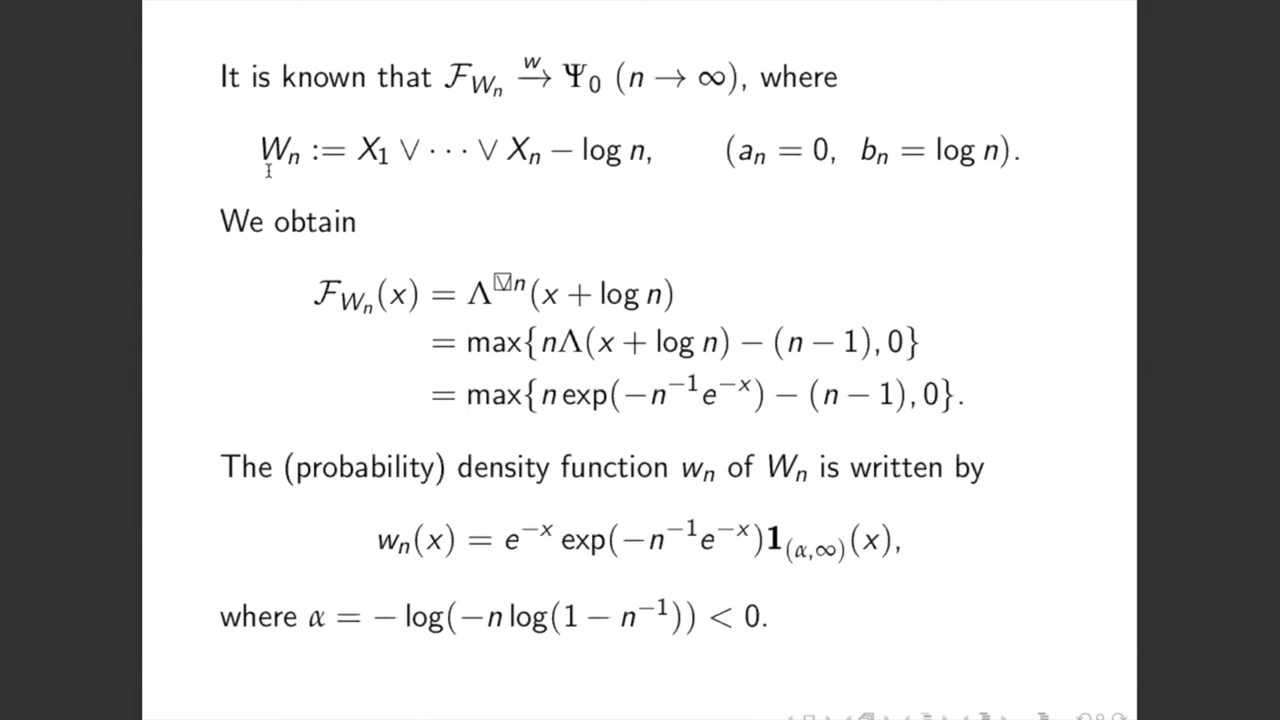 It is known that 𝓕_{W_n} →^{w} Ψ_0 (n → ∞), where
W_n := X_1 ∨ ··· ∨ X_n − log n, (a_n = 0, b_n = log n).
We obtain
𝓕_{W_n}(x) = Λ^{⊽n}(x + log n)
= max{nΛ(x + log n) − (n − 1), 0}
= max{n exp(−n^{−1}e^{−x}) − (n − 1), 0}.
The (probability) density function w_n of W_n is written by
w_n(x) = e^{−x} exp(−n^{−1}e^{−x})𝟏_{(α,∞)}(x),
where α = − log(−n log(1 − n^{−1})) < 0.